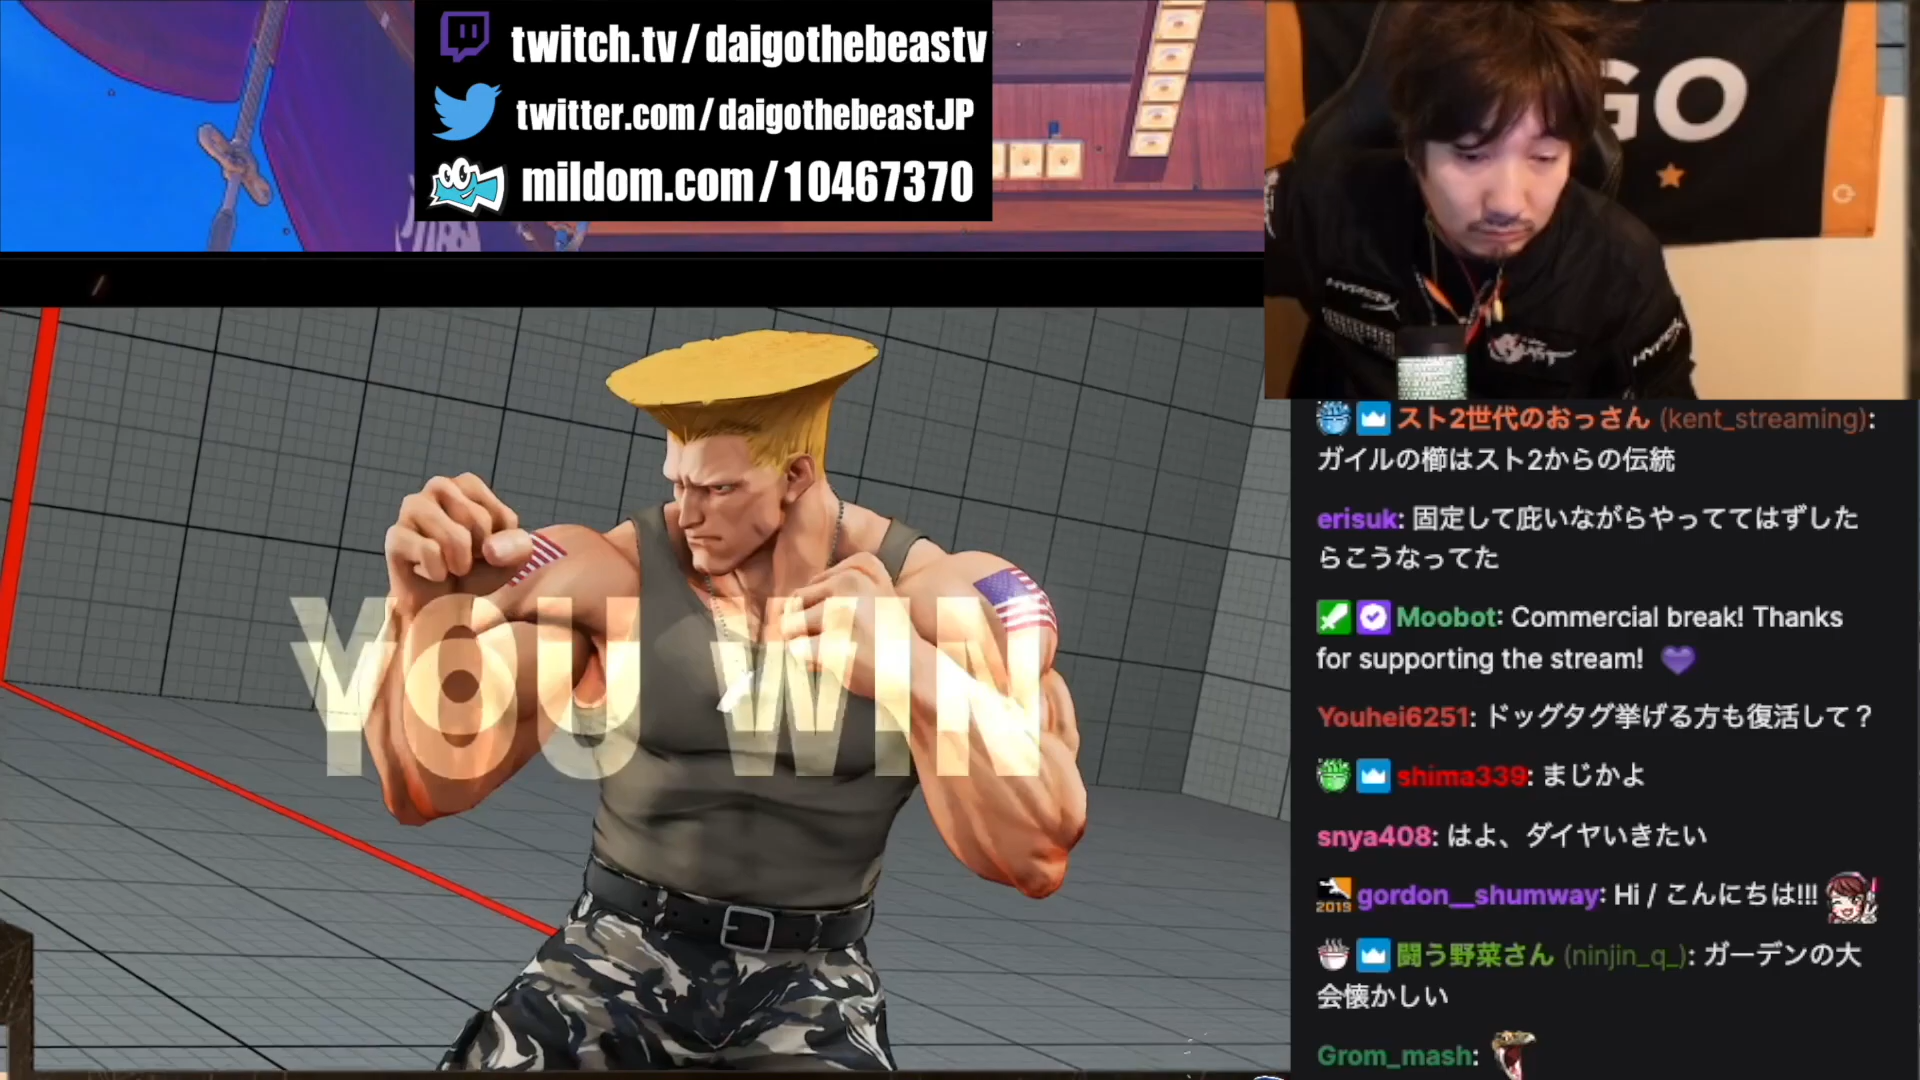 twitch.tv/daigothebeastv
twitter.com/daigothebeastJP
mildom.com/10467370
GO
HYPERX
HYPERX
YOU WIN
スト2世代のおっさん (kent_streaming):
ガイルの櫛はスト2からの伝統
erisuk: 固定して庇いながらやっててはずした
らこうなってた
Moobot: Commercial break! Thanks
for supporting the stream!
Youhei6251: ドッグタグ挙げる方も復活して？
shima339: まじかよ
snya408: はよ、ダイヤいきたい
2019 gordon__shumway: Hi / こんにちは!!!
闘う野菜さん (ninjin_q_): ガーデンの大
会懐かしい
Grom_mash: